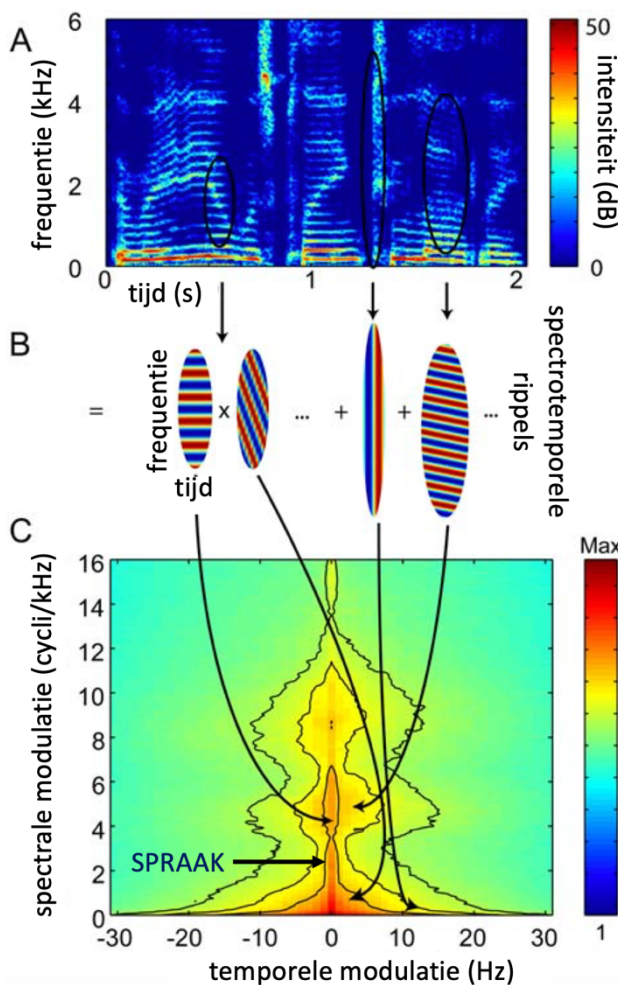 A
frequentie (kHz)
6
4
2
0
0
1
2
tijd (s)
50
0
intensiteit (dB)
B
=
frequentie
tijd
x
...
+
+
...
spectrotemporele
rippels
C
spectrale modulatie (cycli/kHz)
16
14
12
10
8
6
4
2
0
SPRAAK
-30
-20
-10
0
10
20
30
temporele modulatie (Hz)
Max
1